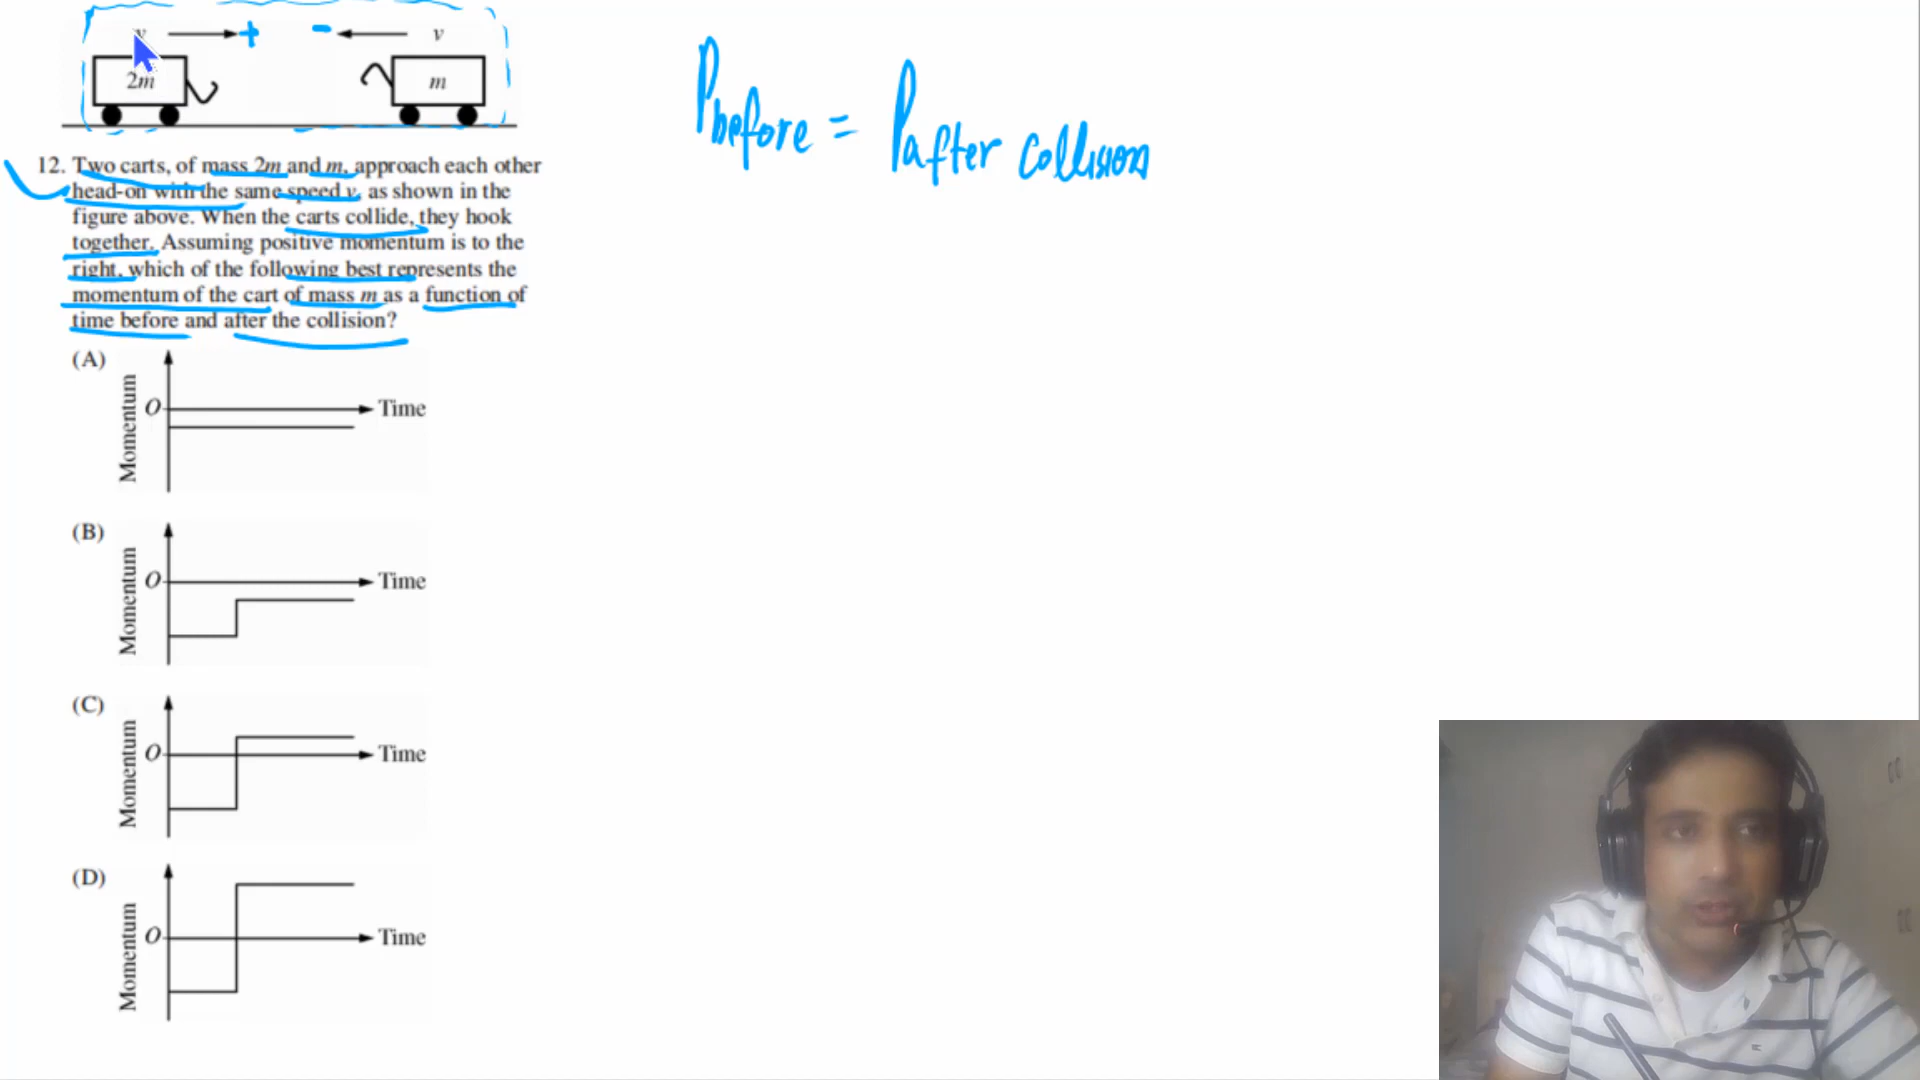 v + - v
2m m
P before = P after collision
12. Two carts, of mass 2m and m, approach each other
head-on with the same speed v, as shown in the
figure above. When the carts collide, they hook
together. Assuming positive momentum is to the
right, which of the following best represents the
momentum of the cart of mass m as a function of
time before and after the collision?
(A)
Momentum
O
Time
(B)
Momentum
O
Time
(C)
Momentum
O
Time
(D)
Momentum
O
Time